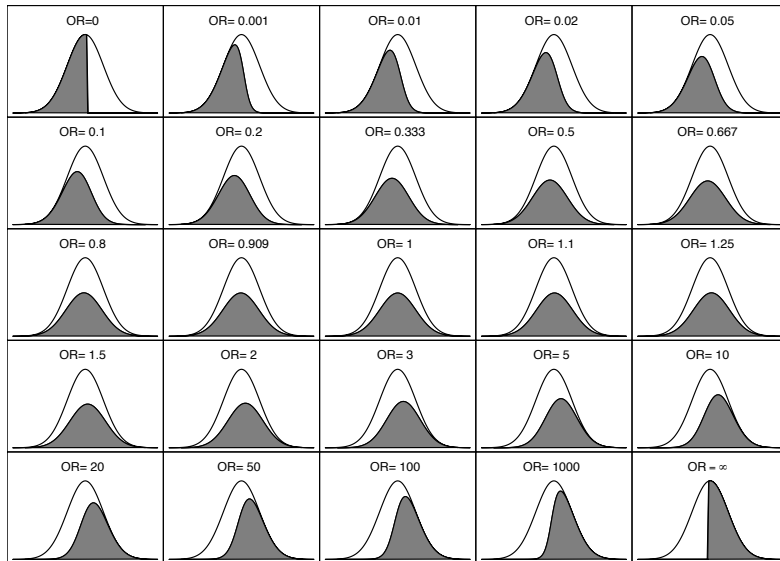 OR=0
OR= 0.001
OR= 0.01
OR= 0.02
OR= 0.05
OR= 0.1
OR= 0.2
OR= 0.333
OR= 0.5
OR= 0.667
OR= 0.8
OR= 0.909
OR= 1
OR= 1.1
OR= 1.25
OR= 1.5
OR= 2
OR= 3
OR= 5
OR= 10
OR= 20
OR= 50
OR= 100
OR= 1000
OR = ∞